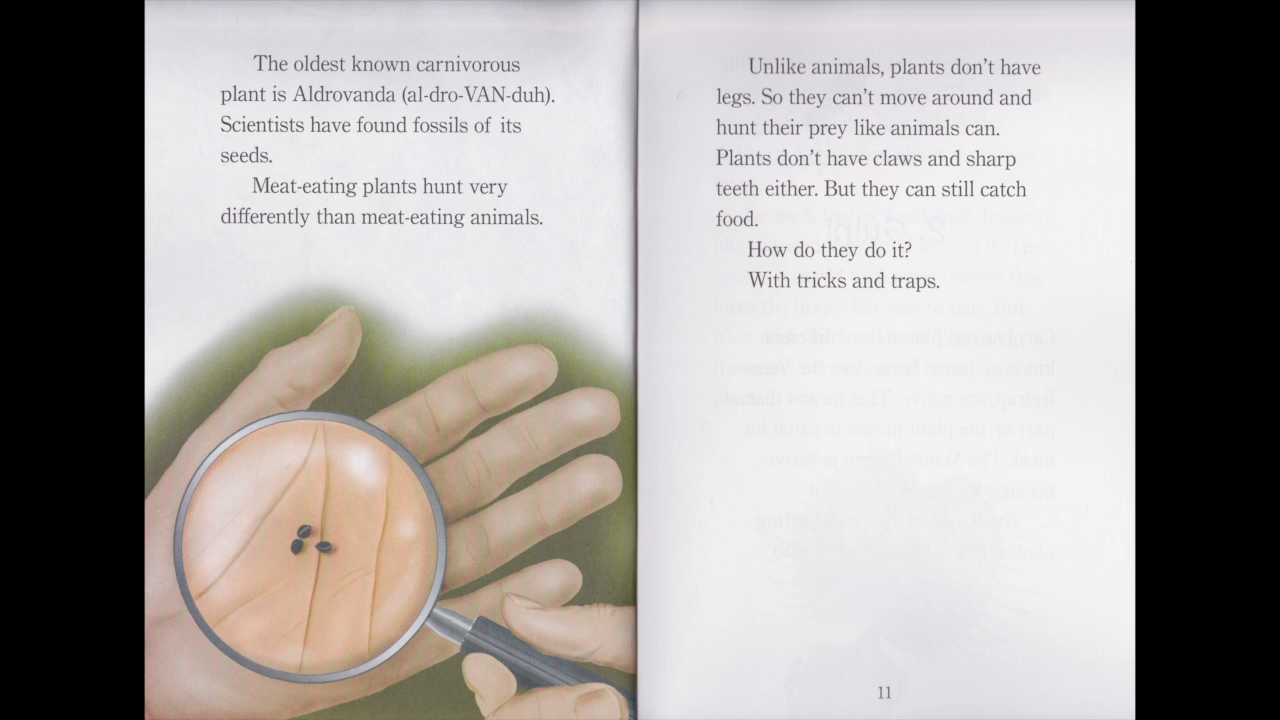 The oldest known carnivorous
plant is Aldrovanda (al-dro-VAN-duh).
Scientists have found fossils of its
seeds.
Meat-eating plants hunt very
differently than meat-eating animals.
Unlike animals, plants don't have
legs. So they can't move around and
hunt their prey like animals can.
Plants don't have claws and sharp
teeth either. But they can still catch
food.
How do they do it?
With tricks and traps.
11